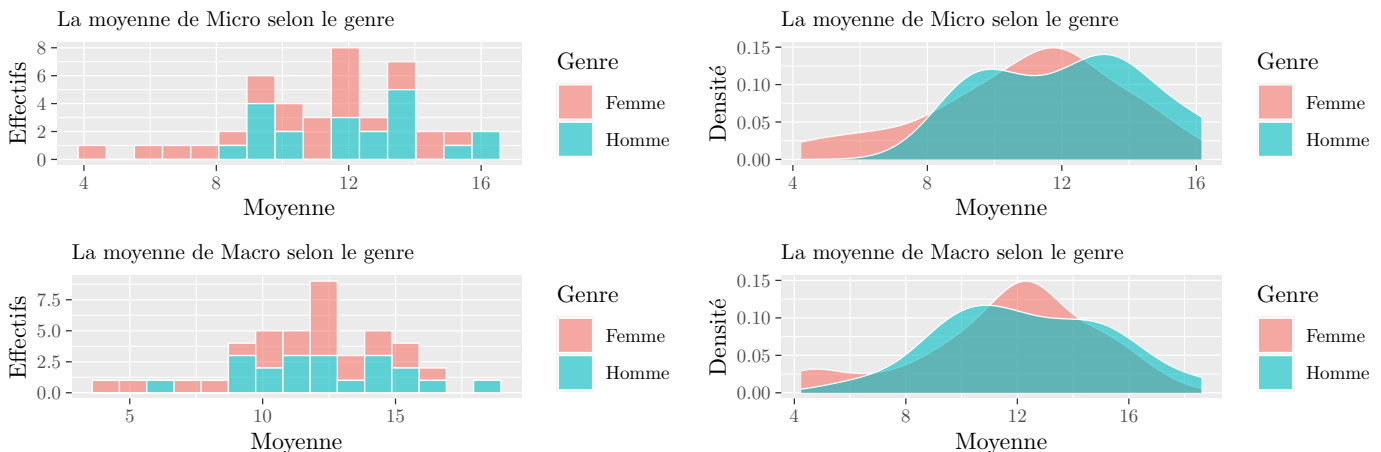 La moyenne de Micro selon le genre
Effectifs
8
6
4
2
0
4 8 12 16
Moyenne
Genre
Femme
Homme
La moyenne de Micro selon le genre
Densité
0.15
0.10
0.05
0.00
4 8 12 16
Moyenne
Genre
Femme
Homme
La moyenne de Macro selon le genre
Effectifs
7.5
5.0
2.5
0.0
5 10 15
Moyenne
Genre
Femme
Homme
La moyenne de Macro selon le genre
Densité
0.15
0.10
0.05
0.00
4 8 12 16
Moyenne
Genre
Femme
Homme